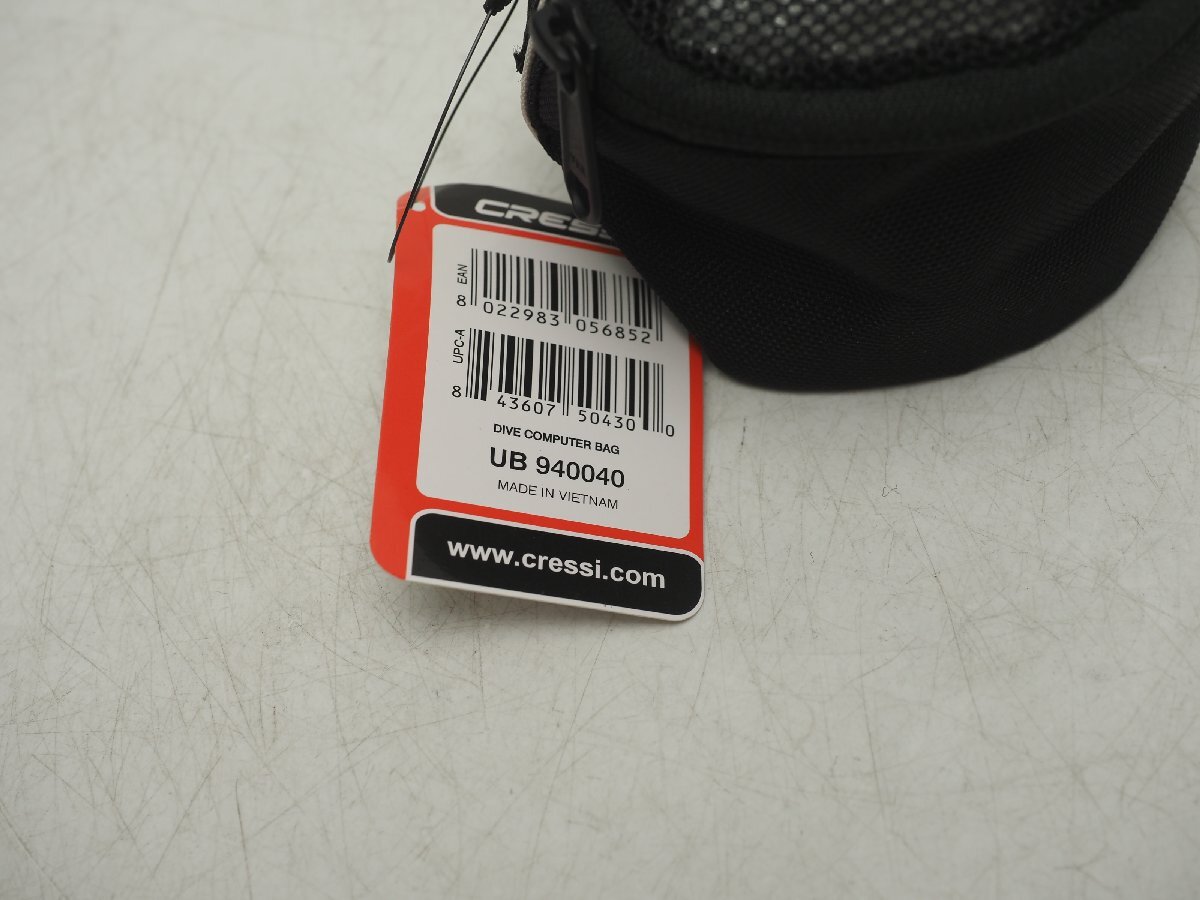 EAN
8 022983 056852
UPC-A
8 43607 50430 0
DIVE COMPUTER BAG
UB 940040
MADE IN VIETNAM
www.cressi.com